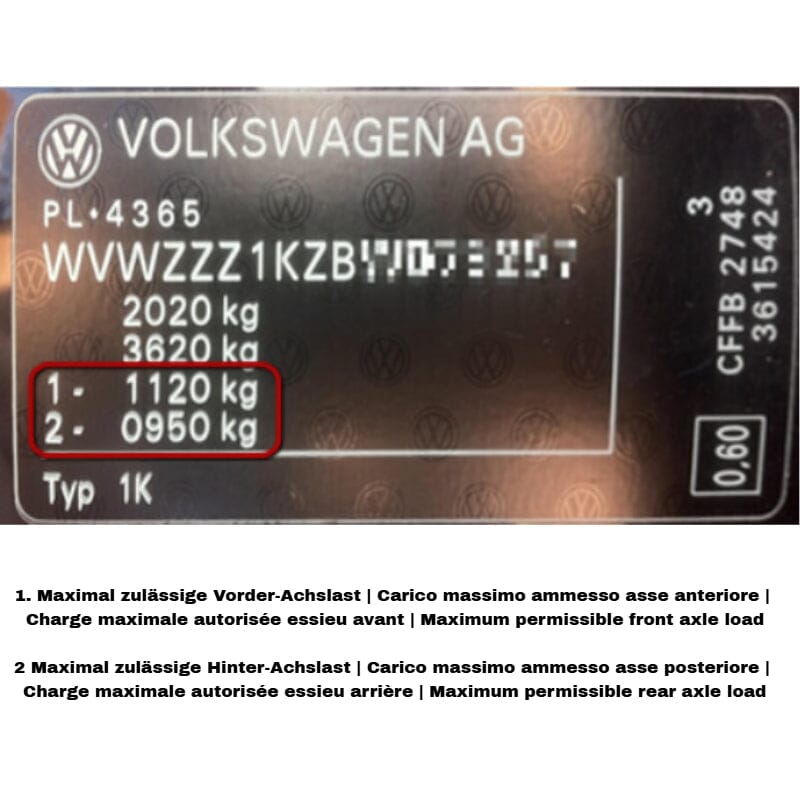 VOLKSWAGEN AG
PL•4365
WVWZZZ1KZB
2020 kg
3620 kg
1 - 1120 kg
2 - 0950 kg
Typ 1K
3
CFFB 2748
3615424
0,60
1. Maximal zulässige Vorder-Achslast | Carico massimo ammesso asse anteriore |
Charge maximale autorisée essieu avant | Maximum permissible front axle load
2 Maximal zulässige Hinter-Achslast | Carico massimo ammesso asse posteriore |
Charge maximale autorisée essieu arrière | Maximum permissible rear axle load